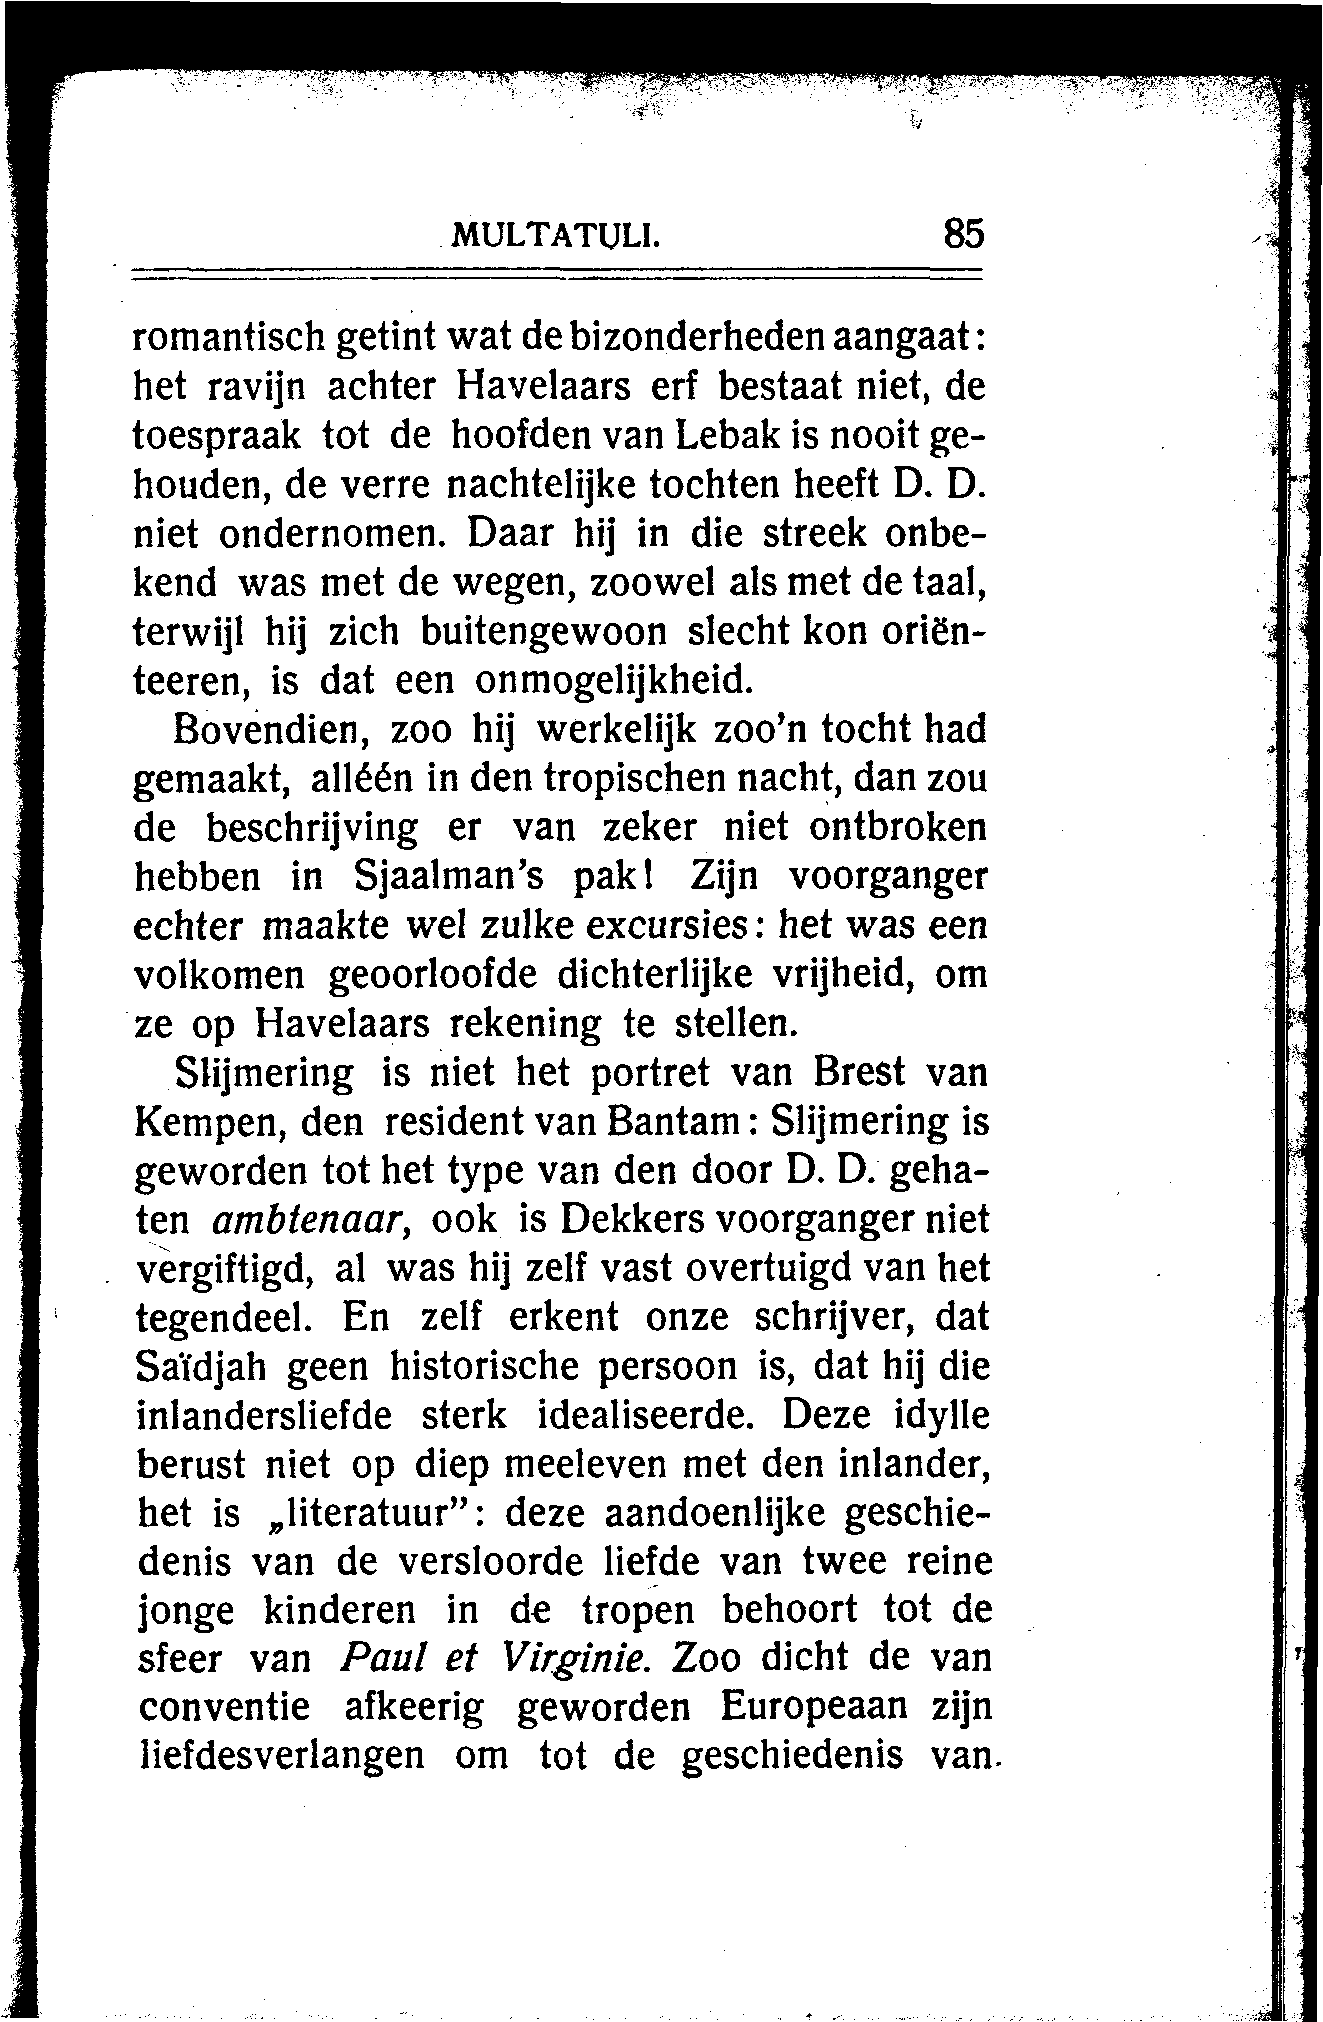 MULTATULI. 85
romantisch getint wat de bizonderheden aangaat:
het ravijn achter Havelaars erf bestaat niet, de
toespraak tot de hoofden van Lebak is nooit ge-
houden, de verre nachtelijke tochten heeft D. D.
niet ondernomen. Daar hij in die streek onbe-
kend was met de wegen, zoowel als met de taal,
terwijl hij zich buitengewoon slecht kon oriën-
teeren, is dat een onmogelijkheid.
Bovendien, zoo hij werkelijk zoo'n tocht had
gemaakt, alléén in den tropischen nacht, dan zou
de beschrijving er van zeker niet ontbroken
hebben in Sjaalman's pak! Zijn voorganger
echter maakte wel zulke excursies: het was een
volkomen geoorloofde dichterlijke vrijheid, om
ze op Havelaars rekening te stellen.
Slijmering is niet het portret van Brest van
Kempen, den resident van Bantam: Slijmering is
geworden tot het type van den door D. D. geha-
ten ambtenaar, ook is Dekkers voorganger niet
vergiftigd, al was hij zelf vast overtuigd van het
tegendeel. En zelf erkent onze schrijver, dat
Saïdjah geen historische persoon is, dat hij die
inlandersliefde sterk idealiseerde. Deze idylle
berust niet op diep meeleven met den inlander,
het is „literatuur”: deze aandoenlijke geschie-
denis van de versloorde liefde van twee reine
jonge kinderen in de tropen behoort tot de
sfeer van Paul et Virginie. Zoo dicht de van
conventie afkeerig geworden Europeaan zijn
liefdesverlangen om tot de geschiedenis van